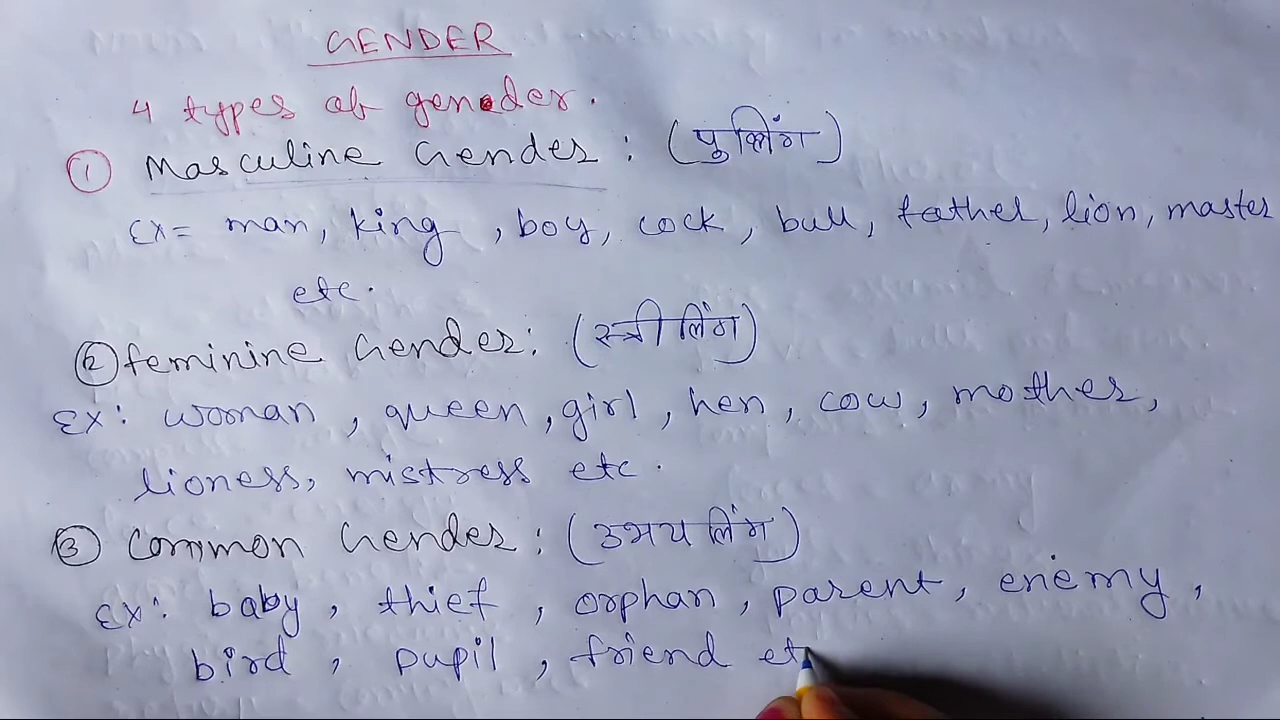 GENDER
4 types of gender.
① Masculine Gender : (पुल्लिंग)
Ex= man, king, boy, cock, bull, father, lion, master
etc.
② feminine Gender: (स्त्रीलिंग)
Ex: woman, queen, girl, hen, cow, mother,
lioness, mistress etc.
③ Common Gender: (उभयलिंग)
Ex: baby, thief, orphan, parent, enemy,
bird, pupil, friend et